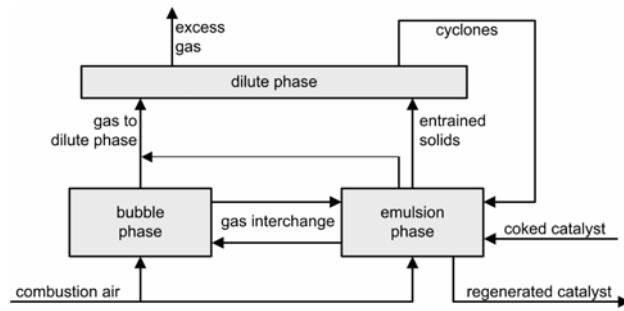 excess
gas
cyclones
dilute phase
gas to
dilute phase
entrained
solids
bubble
phase
gas interchange
emulsion
phase
coked catalyst
combustion air
regenerated catalyst